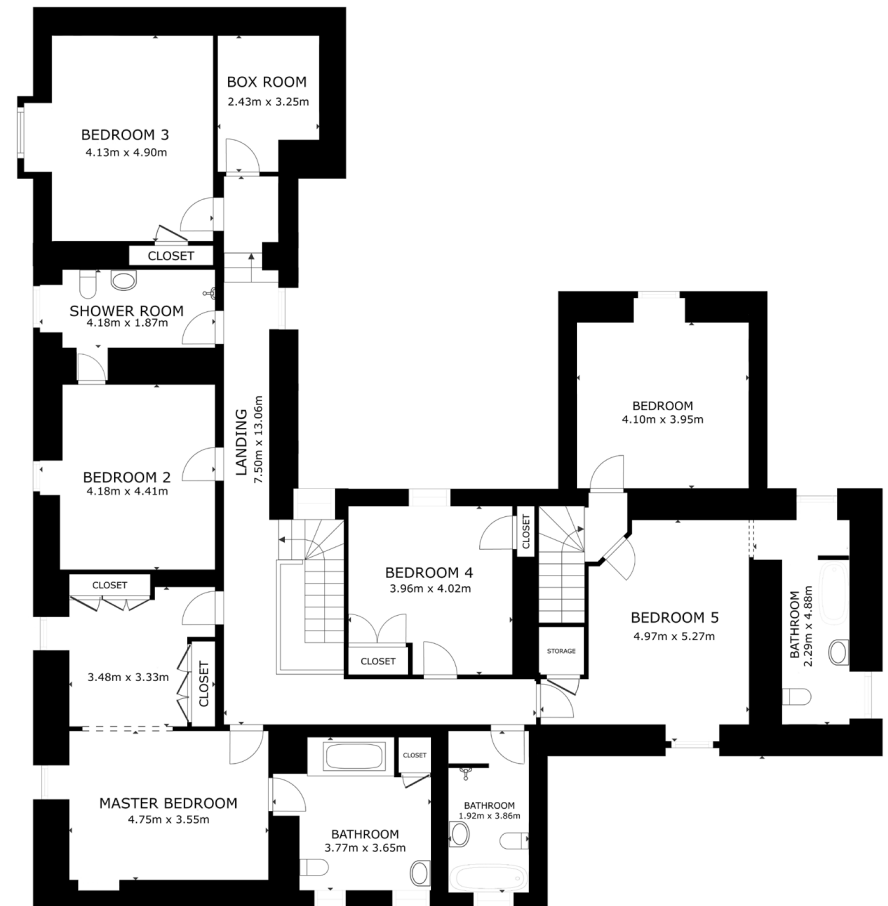 BOX ROOM
2.43m x 3.25m
BEDROOM 3
4.13m x 4.90m
CLOSET
SHOWER ROOM
4.18m x 1.87m
LANDING
7.50m x 13.06m
BEDROOM 2
4.18m x 4.41m
BEDROOM
4.10m x 3.95m
CLOSET
BEDROOM 4
3.96m x 4.02m
CLOSET
CLOSET
BEDROOM 5
4.97m x 5.27m
BATHROOM
2.29m x 4.88m
STORAGE
3.48m x 3.33m
CLOSET
MASTER BEDROOM
4.75m x 3.55m
CLOSET
BATHROOM
3.77m x 3.65m
BATHROOM
1.92m x 3.86m